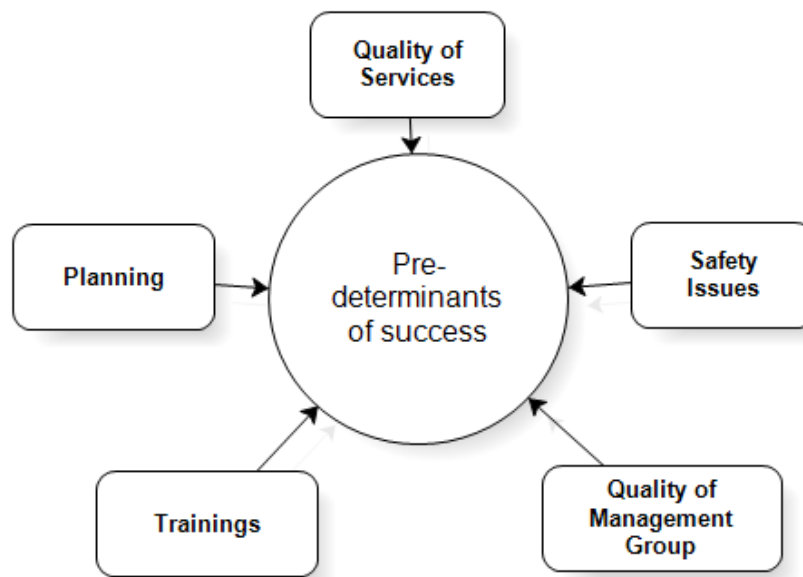 Quality of
Services
Planning
Pre-
determinants
of success
Safety
Issues
Trainings
Quality of
Management
Group